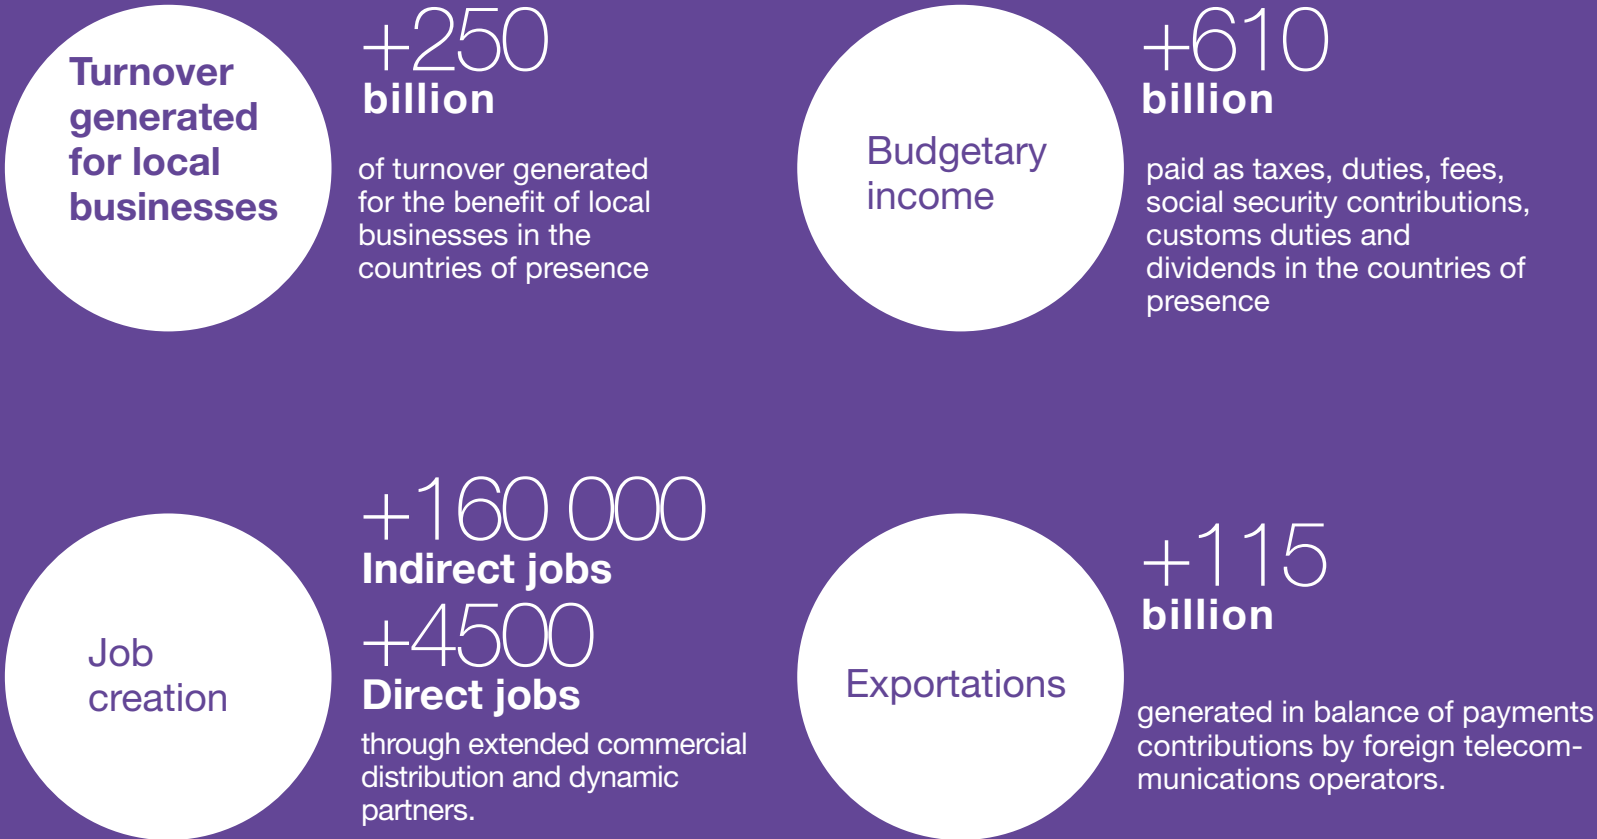 Turnover
generated
for local
businesses
+250
billion
of turnover generated
for the benefit of local
businesses in the
countries of presence
Budgetary
income
+610
billion
paid as taxes, duties, fees,
social security contributions,
customs duties and
dividends in the countries of
presence
Job
creation
+160 000
Indirect jobs
+4500
Direct jobs
through extended commercial
distribution and dynamic
partners.
Exportations
+115
billion
generated in balance of payments
contributions by foreign telecom-
munications operators.